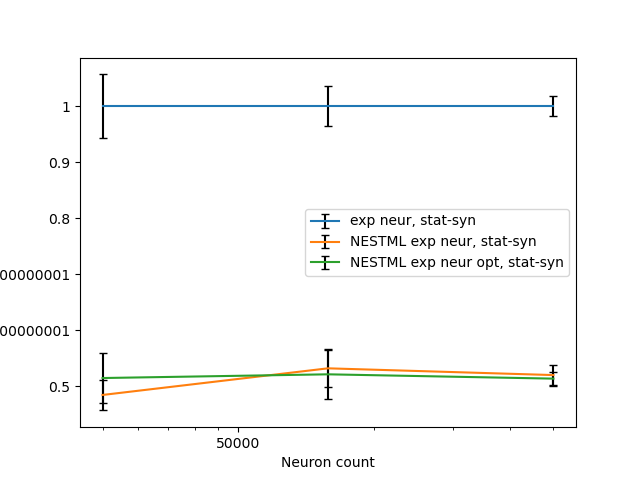 1
0.9
0.8
00000001
00000001
0.5
exp neur, stat-syn
NESTML exp neur, stat-syn
NESTML exp neur opt, stat-syn
50000
Neuron count